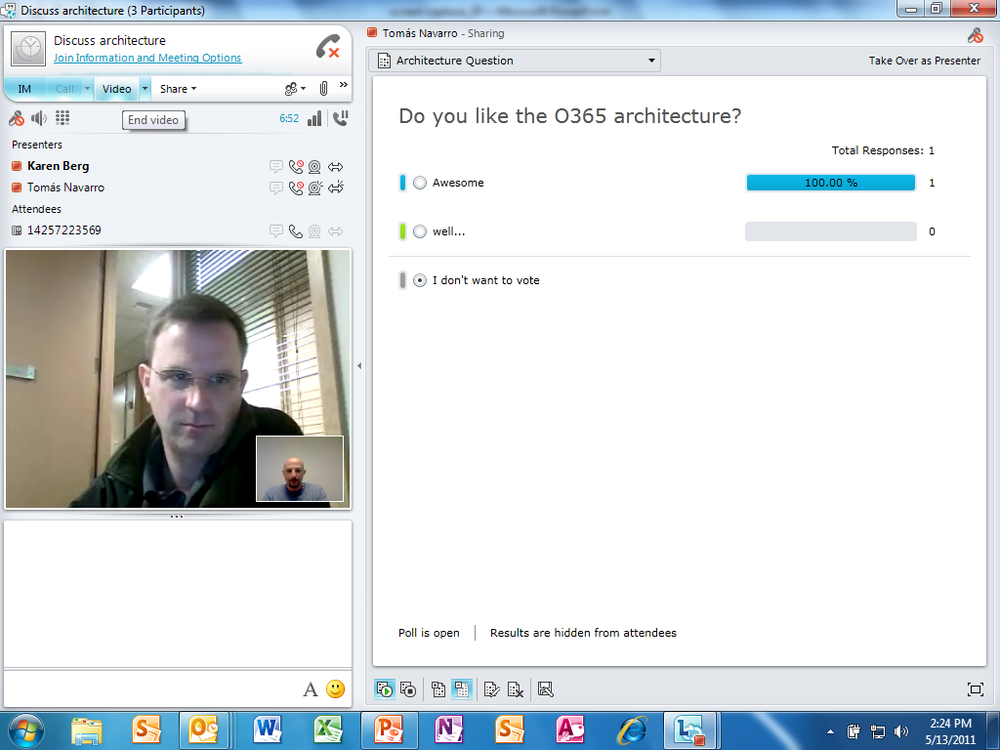 Discuss architecture (3 Participants)
Discuss architecture
Join Information and Meeting Options
IM Call Video Share
End video
6:52
Presenters
Karen Berg
Tomás Navarro
Attendees
14257223569
A
Tomás Navarro - Sharing
Architecture Question
Take Over as Presenter
Do you like the O365 architecture?
Total Responses: 1
Awesome 100.00 % 1
well... 0
I don't want to vote
Poll is open Results are hidden from attendees
2:24 PM
5/13/2011